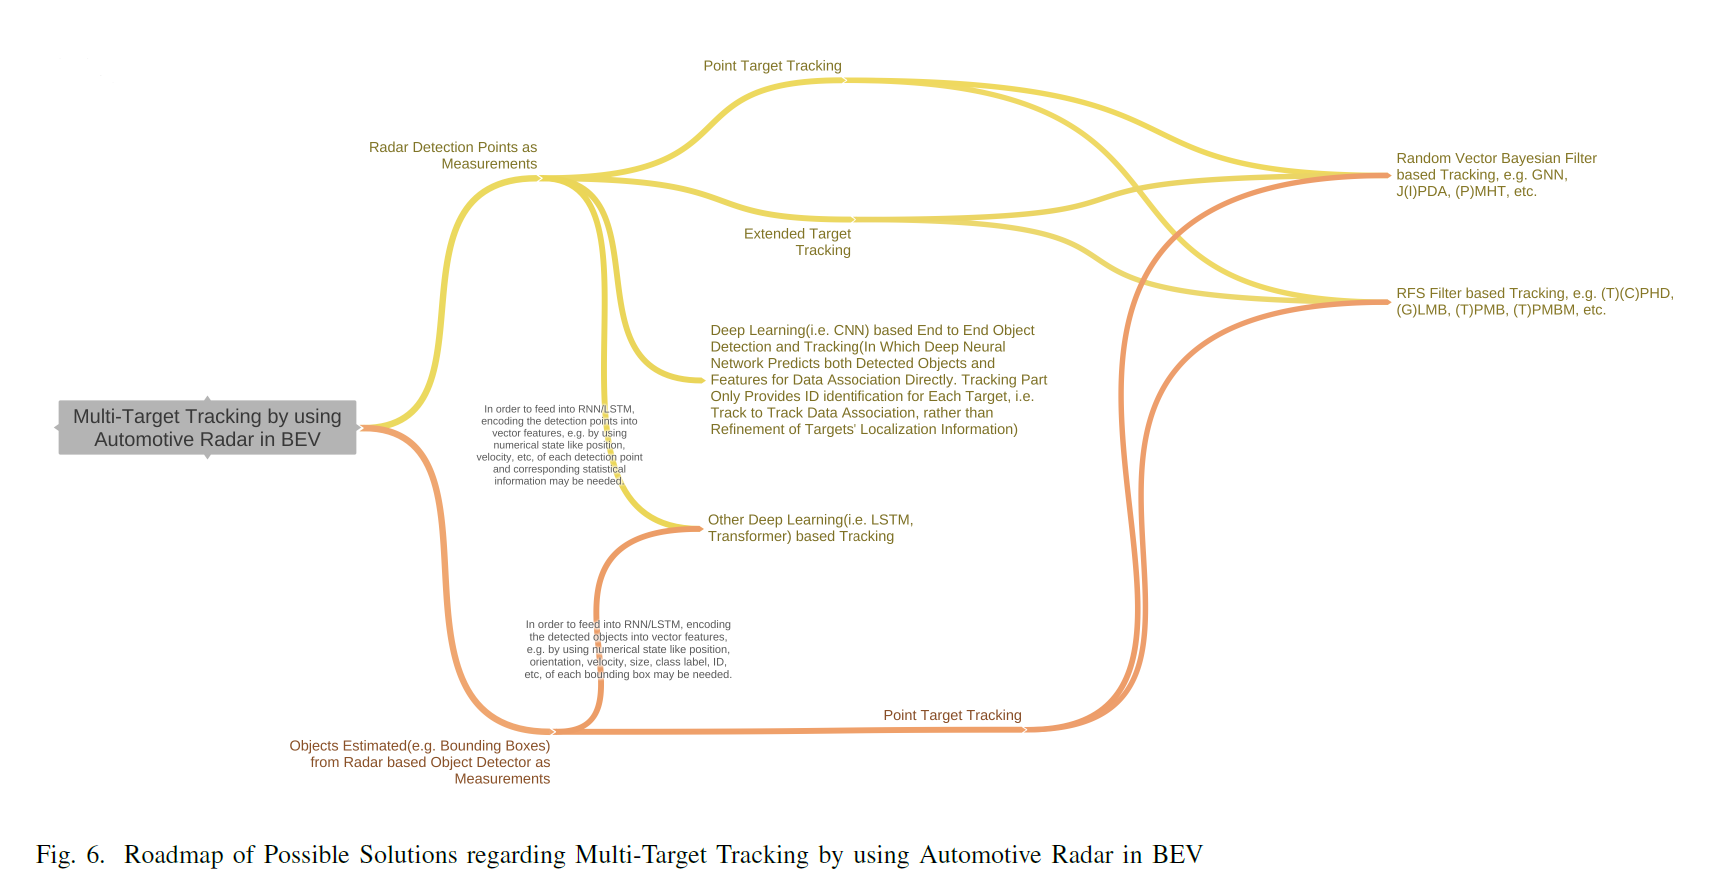 Point Target Tracking
Radar Detection Points as
Measurements
Random Vector Bayesian Filter
based Tracking, e.g. GNN,
J(I)PDA, (P)MHT, etc.
Extended Target
Tracking
RFS Filter based Tracking, e.g. (T)(C)PHD,
(G)LMB, (T)PMB, (T)PMBM, etc.
Deep Learning(i.e. CNN) based End to End Object
Detection and Tracking(In Which Deep Neural
Network Predicts both Detected Objects and
Features for Data Association Directly. Tracking Part
Only Provides ID identification for Each Target, i.e.
Track to Track Data Association, rather than
Refinement of Targets' Localization Information)
Multi-Target Tracking by using
Automotive Radar in BEV
In order to feed into RNN/LSTM,
encoding the detection points into
vector features, e.g. by using
numerical state like position,
velocity, etc, of each detection point
and corresponding statistical
information may be needed.
Other Deep Learning(i.e. LSTM,
Transformer) based Tracking
In order to feed into RNN/LSTM, encoding
the detected objects into vector features,
e.g. by using numerical state like position,
orientation, velocity, size, class label, ID,
etc, of each bounding box may be needed.
Point Target Tracking
Objects Estimated(e.g. Bounding Boxes)
from Radar based Object Detector as
Measurements
Fig. 6. Roadmap of Possible Solutions regarding Multi-Target Tracking by using Automotive Radar in BEV